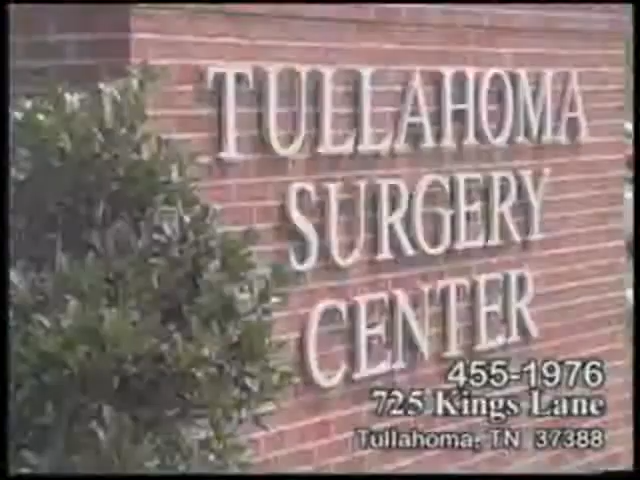 TULLAHOMA
SURGERY
CENTER
455-1976
725 Kings Lane
Tullahoma, TN 37388